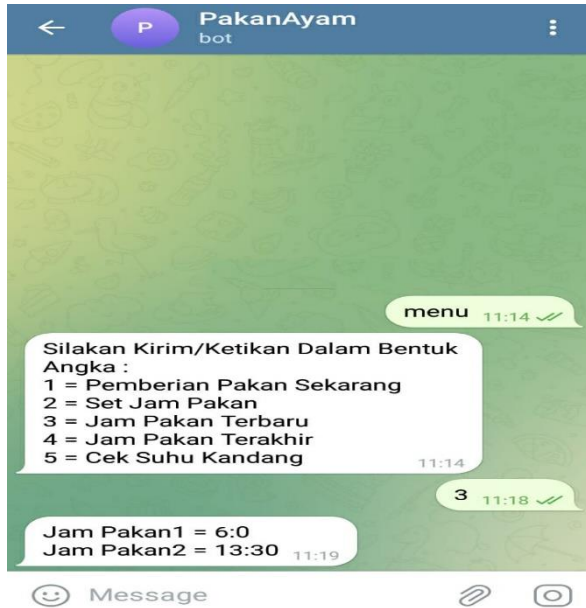 P
PakanAyam
bot
menu 11:14
Silakan Kirim/Ketikan Dalam Bentuk
Angka :
1 = Pemberian Pakan Sekarang
2 = Set Jam Pakan
3 = Jam Pakan Terbaru
4 = Jam Pakan Terakhir
5 = Cek Suhu Kandang 11:14
3 11:18
Jam Pakan1 = 6:0
Jam Pakan2 = 13:30 11:19
Message